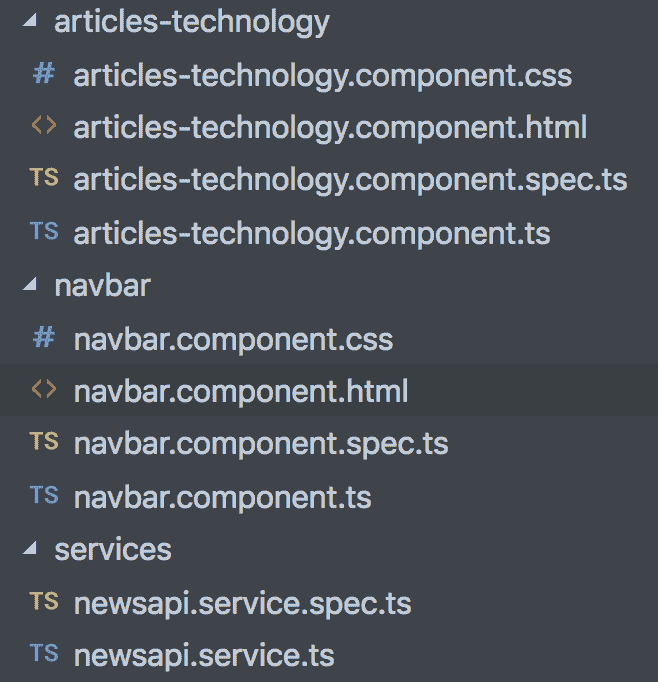 articles-technology
# articles-technology.component.css
<> articles-technology.component.html
TS articles-technology.component.spec.ts
TS articles-technology.component.ts
navbar
# navbar.component.css
<> navbar.component.html
TS navbar.component.spec.ts
TS navbar.component.ts
services
TS newsapi.service.spec.ts
TS newsapi.service.ts